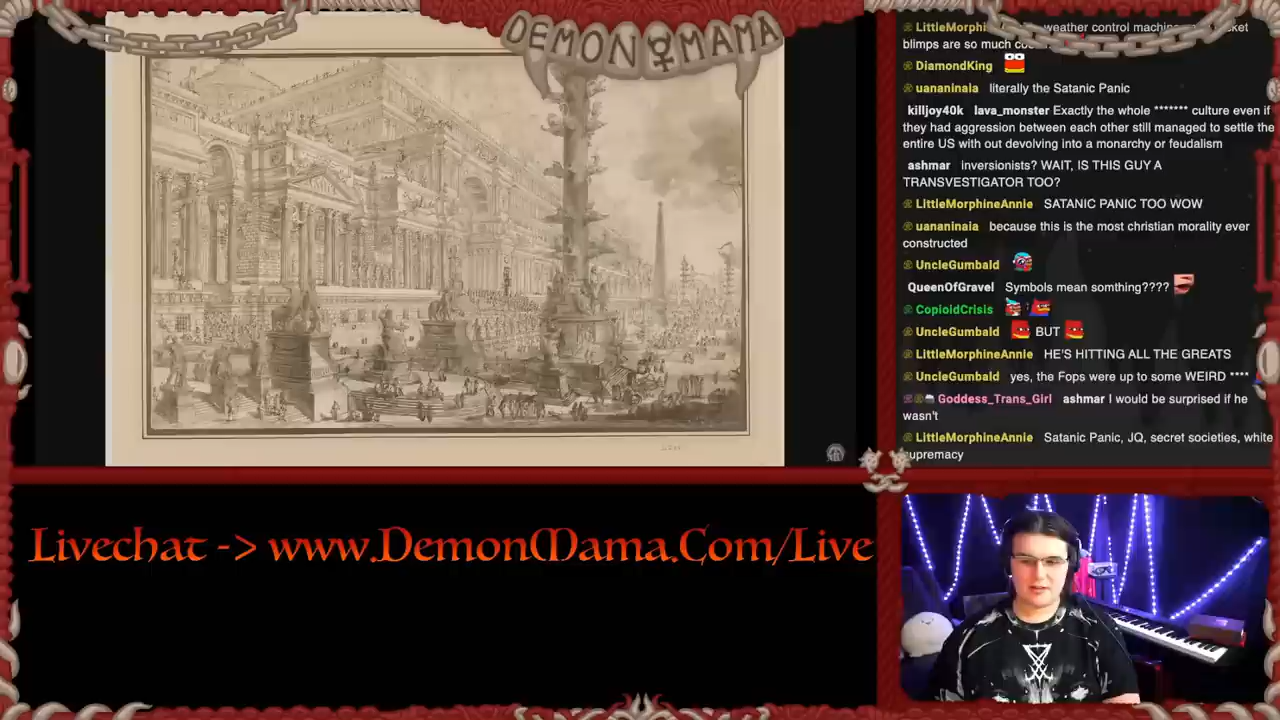 DEMON MAMA
LittleMorphi weather control machin
blimps are so much
DiamondKing
uananinaia literally the Satanic Panic
killjoy40k lava_monster Exactly the whole ******* culture even if
they had aggression between each other still managed to settle the
entire US with out devolving into a monarchy or feudalism
ashmar inversionists? WAIT, IS THIS GUY A
TRANSVESTIGATOR TOO?
LittleMorphineAnnie SATANIC PANIC TOO WOW
uananinaia because this is the most christian morality ever
constructed
UncleGumbald
QueenOfGravel Symbols mean somthing????
CopioidCrisis
UncleGumbald BUT
LittleMorphineAnnie HE'S HITTING ALL THE GREATS
UncleGumbald yes, the Fops were up to some WEIRD ****
Goddess_Trans_Girl ashmar I would be surprised if he
wasn't
LittleMorphineAnnie Satanic Panic, JQ, secret societies, white
supremacy
Livechat -> www.DemonMama.Com/Live